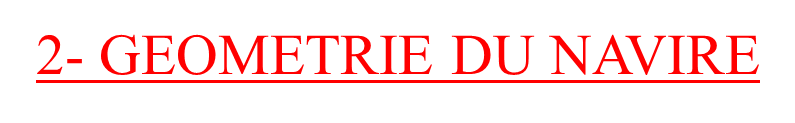 2- GEOMETRIE DU NAVIRE